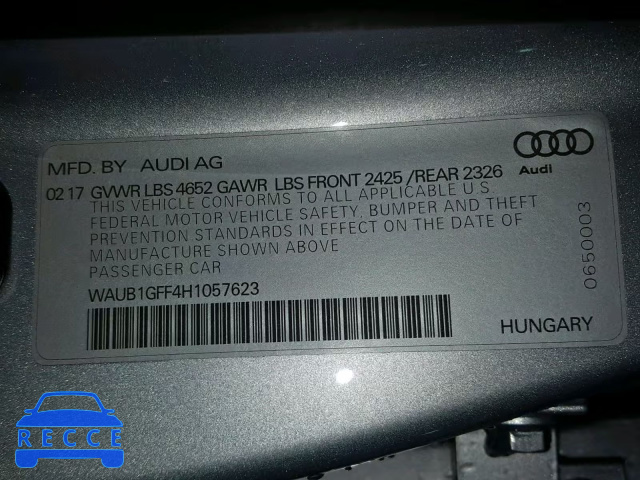 MFD. BY AUDI AG
Audi
02 17 GVWR LBS 4652 GAWR LBS FRONT 2425 /REAR 2326
THIS VEHICLE CONFORMS TO ALL APPLICABLE U.S
FEDERAL MOTOR VEHICLE SAFETY, BUMPER AND THEFT
PREVENTION STANDARDS IN EFFECT ON THE DATE OF
MANUFACTURE SHOWN ABOVE
PASSENGER CAR
WAUB1GFF4H1057623
0650003
HUNGARY
RECCE